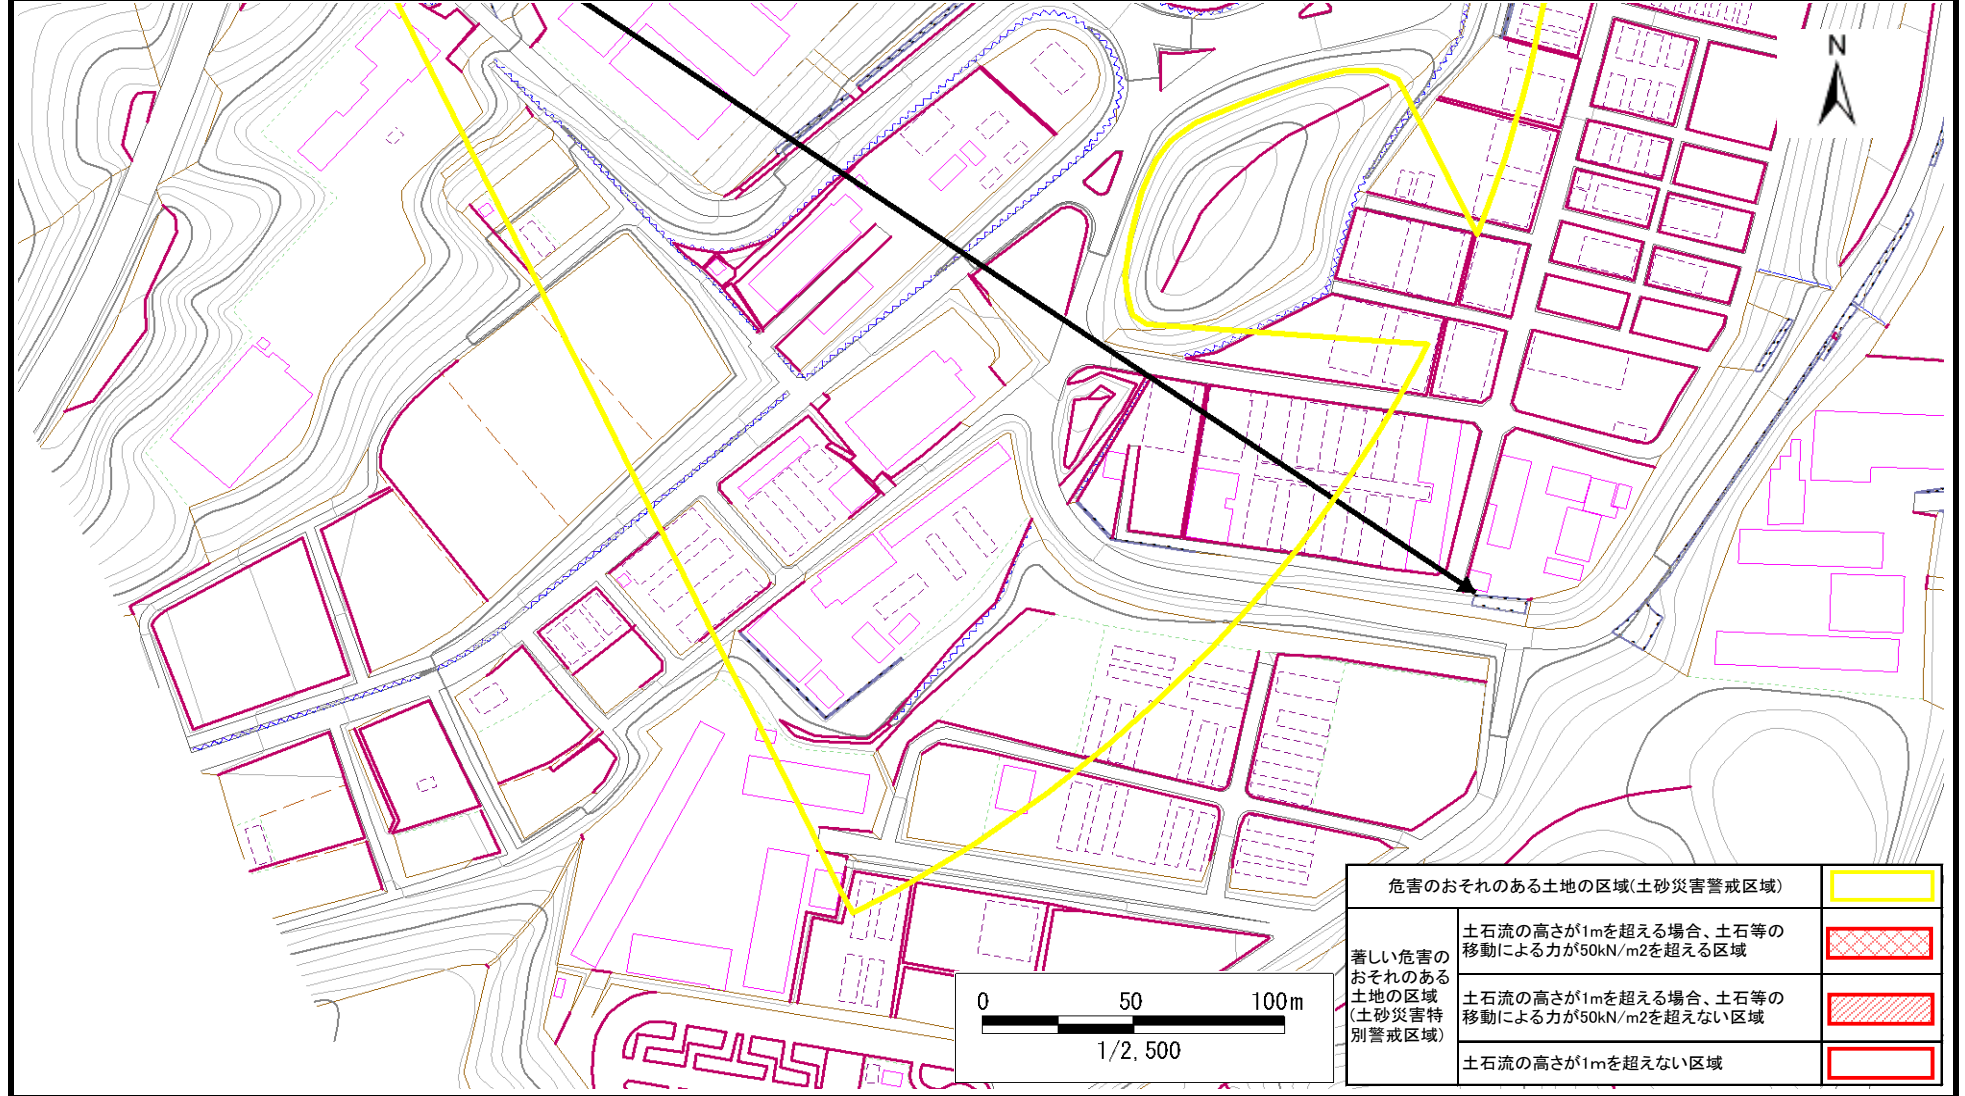 N
危害のおそれのある土地の区域(土砂災害警戒区域)
著しい危害の
おそれのある
土地の区域
(土砂災害特
別警戒区域)
土石流の高さが1mを超える場合、土石等の
移動による力が50kN/m2を超える区域
土石流の高さが1mを超える場合、土石等の
移動による力が50kN/m2を超えない区域
土石流の高さが1mを超えない区域
0 50 100m
1/2,500